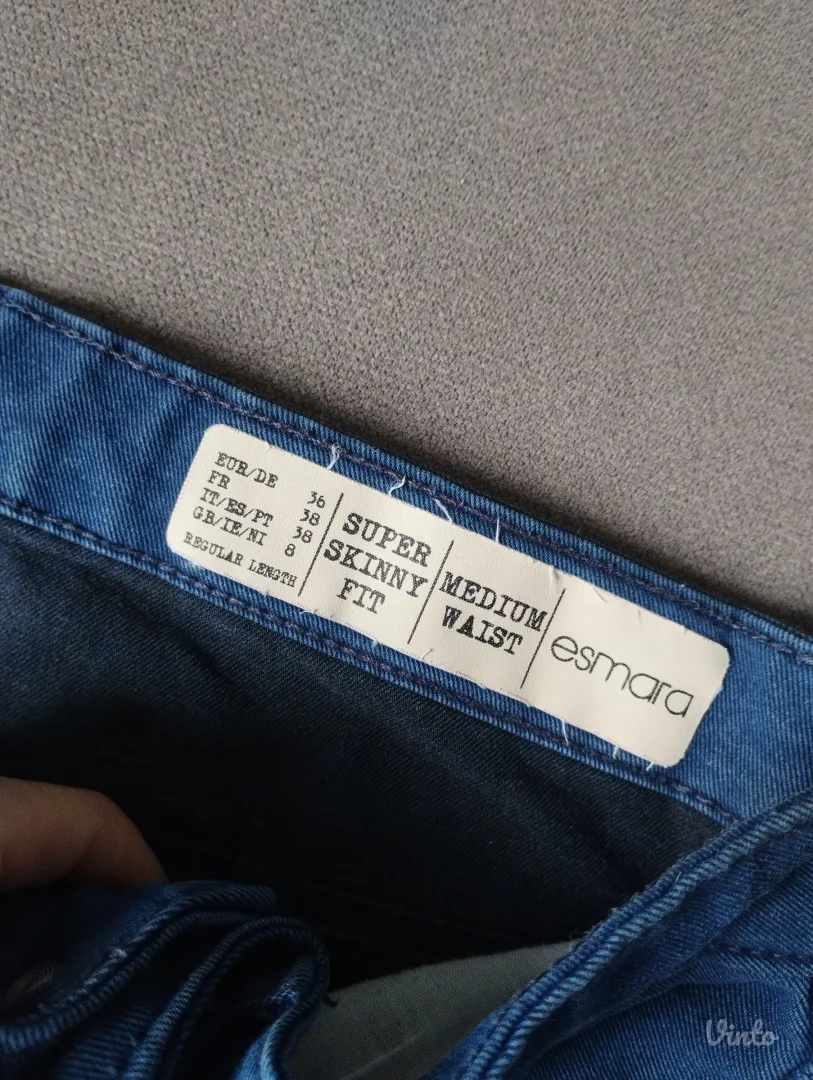 EUR/DE 36
FR 38
IT/ES/PT 38
GB/IE/NI 8
REGULAR LENGTH
SUPER
SKINNY
FIT
MEDIUM
WAIST
esmara
Vinto